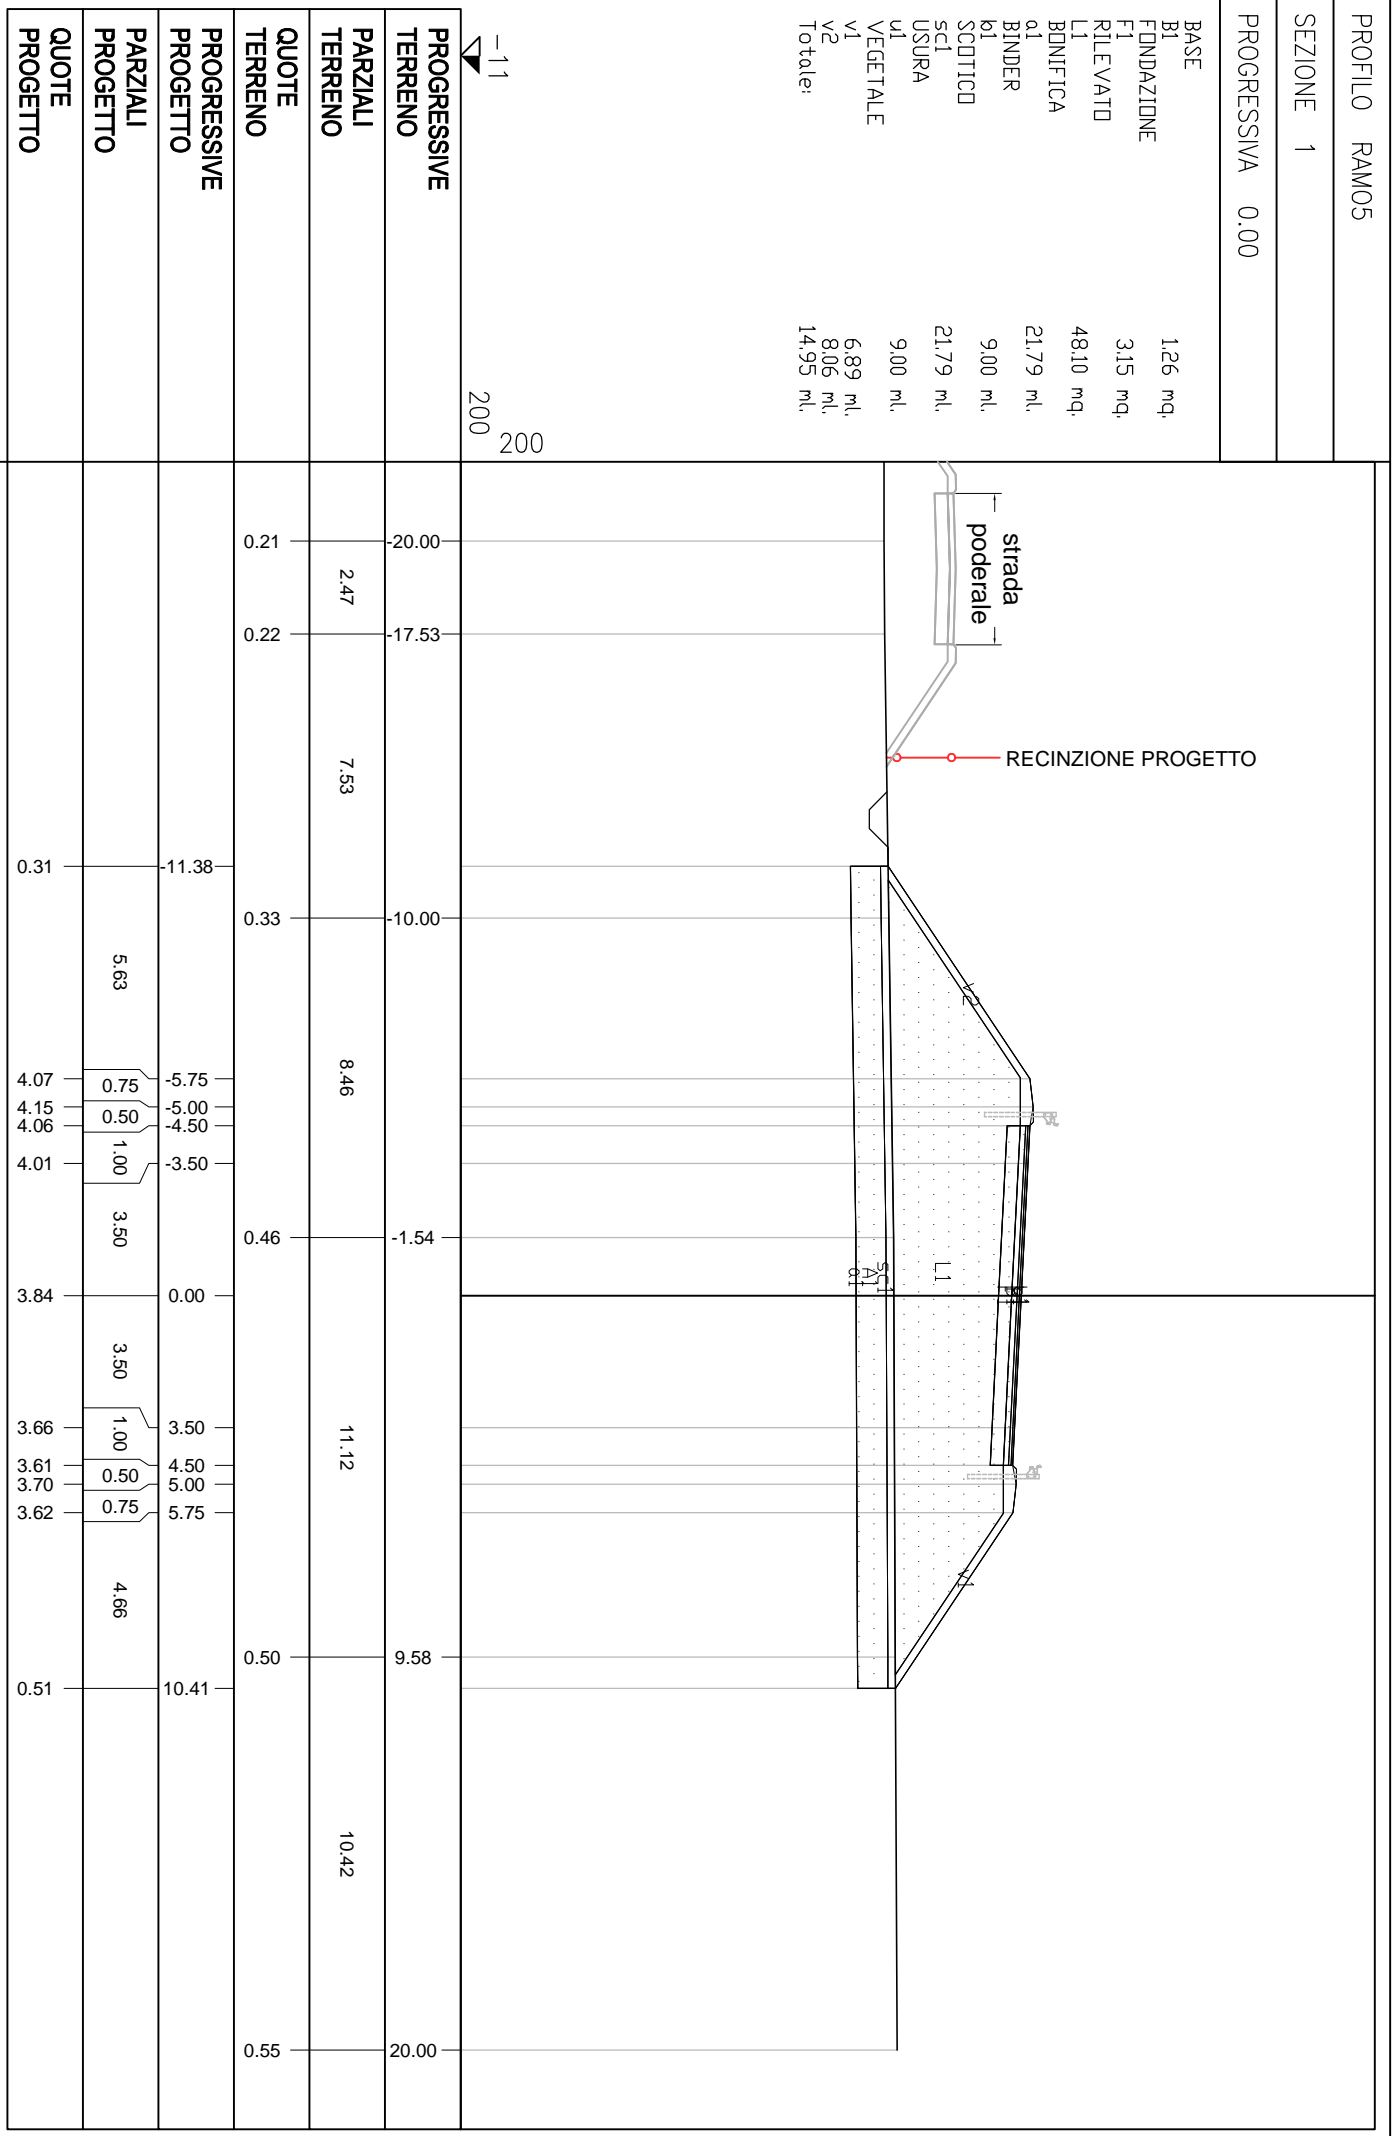 PROFILO RAMO5
SEZIONE 1
PROGRESSIVA 0.00
BASE
B1 1.26 mq.
FONDAZIONE
F1 3.15 mq.
RILEVATO
L1 48.10 mq.
BONIFICA
a1 21.79 ml.
BINDER
b1 9.00 ml.
SCOTICO
sc1 21.79 ml.
USURA
u1 9.00 ml.
VEGETALE
v1 6.89 ml.
v2 8.06 ml.
Totale: 14.95 ml.
200
200
-11
strada
poderale
RECINZIONE PROGETTO
v2
L1
sc1
A1
a1
v1
PROGRESSIVE
TERRENO
-20.00 -17.53 -10.00 -1.54 9.58 20.00
PARZIALI
TERRENO
2.47 7.53 8.46 11.12 10.42
QUOTE
TERRENO
0.21 0.22 0.33 0.46 0.50 0.55
PROGRESSIVE
PROGETTO
-11.38 -5.75 -5.00 -4.50 -3.50 0.00 3.50 4.50 5.00 5.75 10.41
PARZIALI
PROGETTO
5.63 0.75 0.50 1.00 3.50 3.50 1.00 0.50 0.75 4.66
QUOTE
PROGETTO
0.31 4.07 4.15 4.06 4.01 3.84 3.66 3.61 3.70 3.62 0.51